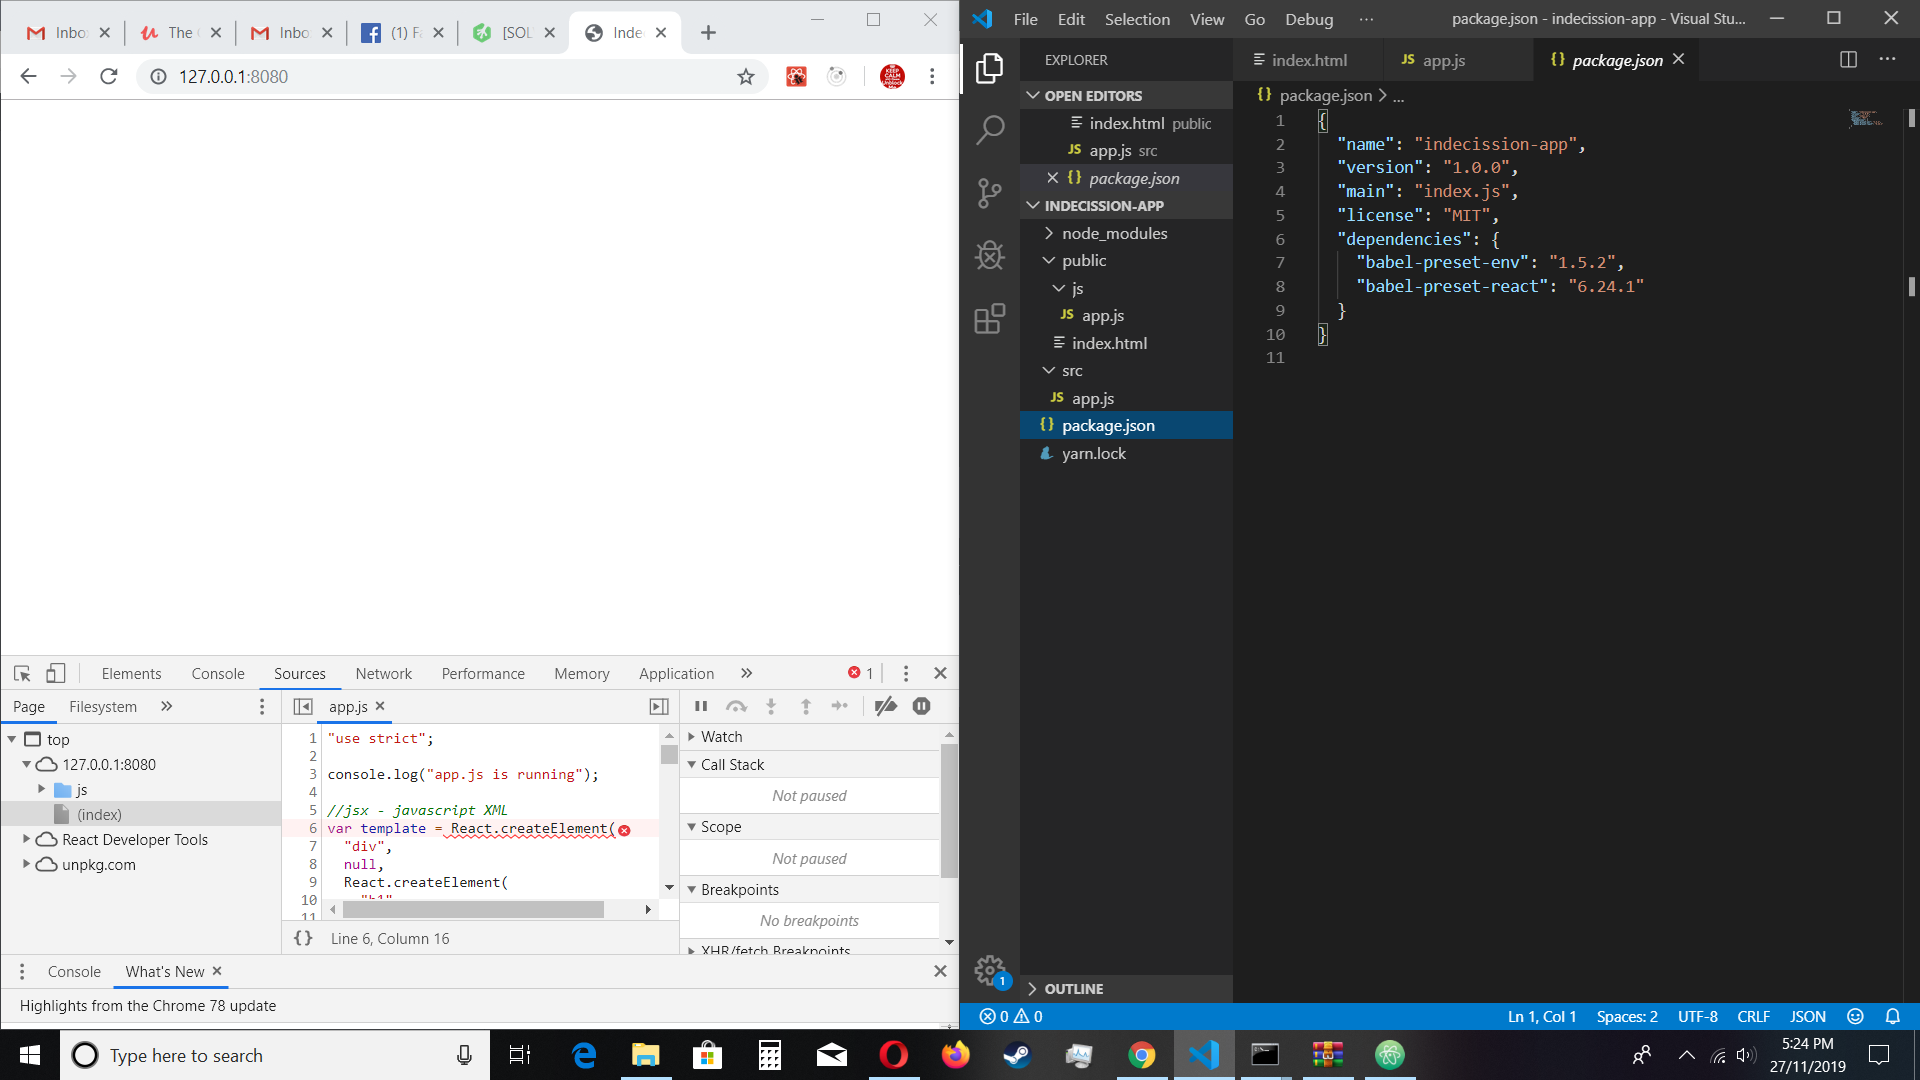 Inbo
The
Inbo
(1) Fa
[SOL
Inde
127.0.0.1:8080
Elements Console Sources Network Performance Memory Application 1
Page Filesystem
app.js
top
127.0.0.1:8080
js
(index)
React Developer Tools
unpkg.com
1 "use strict";
2
3 console.log("app.js is running");
4
5 //jsx - javascript XML
6 var template = React.createElement(
7 "div",
8 null,
9 React.createElement(
10 "h1"
11
{} Line 6, Column 16
Watch
Call Stack
Not paused
Scope
Not paused
Breakpoints
No breakpoints
XHR/fetch Breakpoints
Console What's New
Highlights from the Chrome 78 update
File Edit Selection View Go Debug ··· package.json - indecission-app - Visual Stu...
EXPLORER
OPEN EDITORS
index.html public
JS app.js src
{} package.json
INDECISSION-APP
node_modules
public
js
JS app.js
index.html
src
JS app.js
{} package.json
yarn.lock
OUTLINE
1
index.html
JS app.js
{} package.json
{} package.json > ...
1 {
2 "name": "indecission-app",
3 "version": "1.0.0",
4 "main": "index.js",
5 "license": "MIT",
6 "dependencies": {
7 "babel-preset-env": "1.5.2",
8 "babel-preset-react": "6.24.1"
9 }
10 }
11
0 0
Ln 1, Col 1 Spaces: 2 UTF-8 CRLF JSON
Type here to search
5:24 PM
27/11/2019